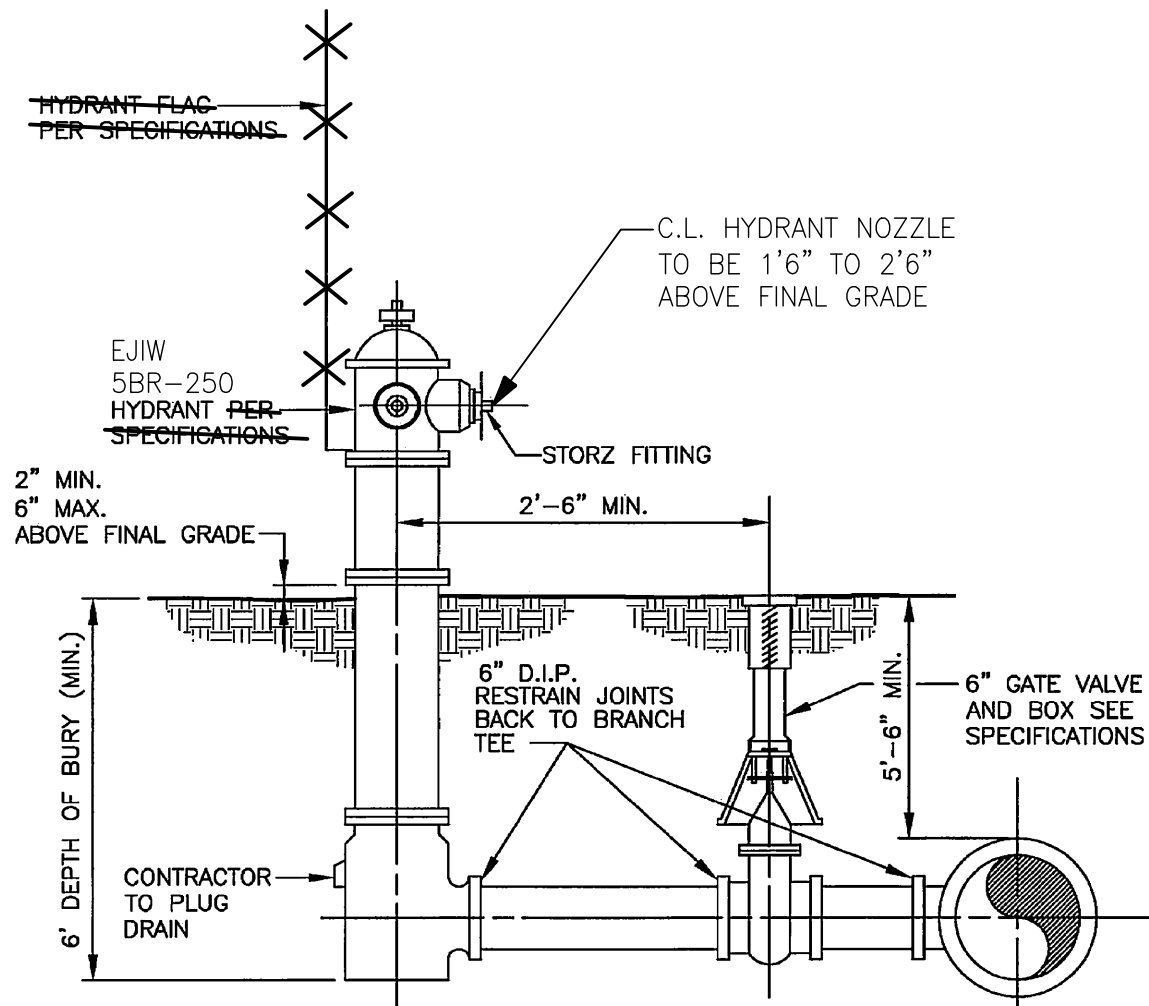 HYDRANT FLAG
PER SPECIFICATIONS
C.L. HYDRANT NOZZLE
TO BE 1'6" TO 2'6"
ABOVE FINAL GRADE
EJIW
5BR-250
HYDRANT PER
SPECIFICATIONS
STORZ FITTING
2" MIN.
6" MAX.
ABOVE FINAL GRADE
2'-6" MIN.
6" D.I.P.
RESTRAIN JOINTS
BACK TO BRANCH
TEE
6" GATE VALVE
AND BOX SEE
SPECIFICATIONS
5'-6" MIN.
6' DEPTH OF BURY (MIN.)
CONTRACTOR
TO PLUG
DRAIN